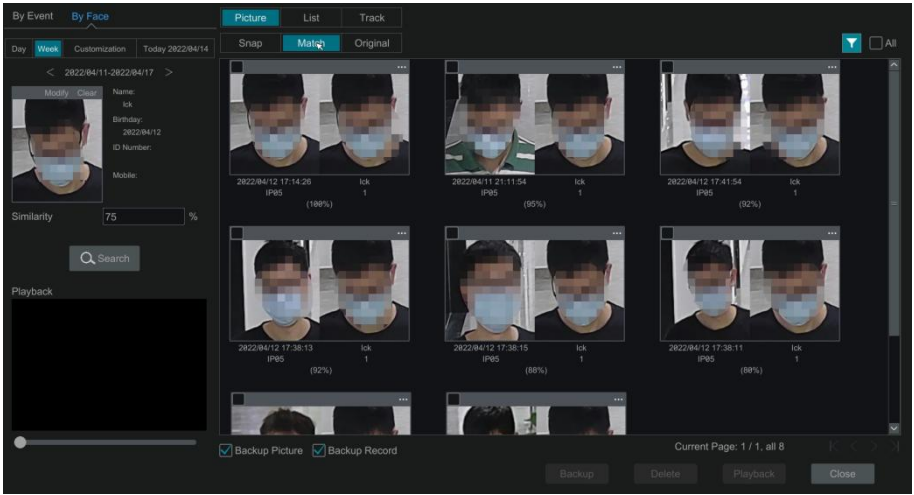 By Event By Face
Day Week Customization Today 2022/04/14
< 2022/04/11-2022/04/17 >
Modify Clear
Name:
lck
Birthday:
2022/04/12
ID Number:
Mobile:
Similarity 75 %
Search
Playback
Picture List Track
Snap Match Original
All
2022/04/12 17:14:26 lck
IP05 1
(100%)
2022/04/11 21:11:54 lck
IP05 1
(95%)
2022/04/12 17:41:54 lck
IP05 1
(92%)
2022/04/12 17:38:13 lck
IP05 1
(92%)
2022/04/12 17:38:15 lck
IP05 1
(88%)
2022/04/12 17:38:11 lck
IP05 1
(80%)
Backup Picture Backup Record
Current Page: 1 / 1, all 8
Backup Delete Playback Close